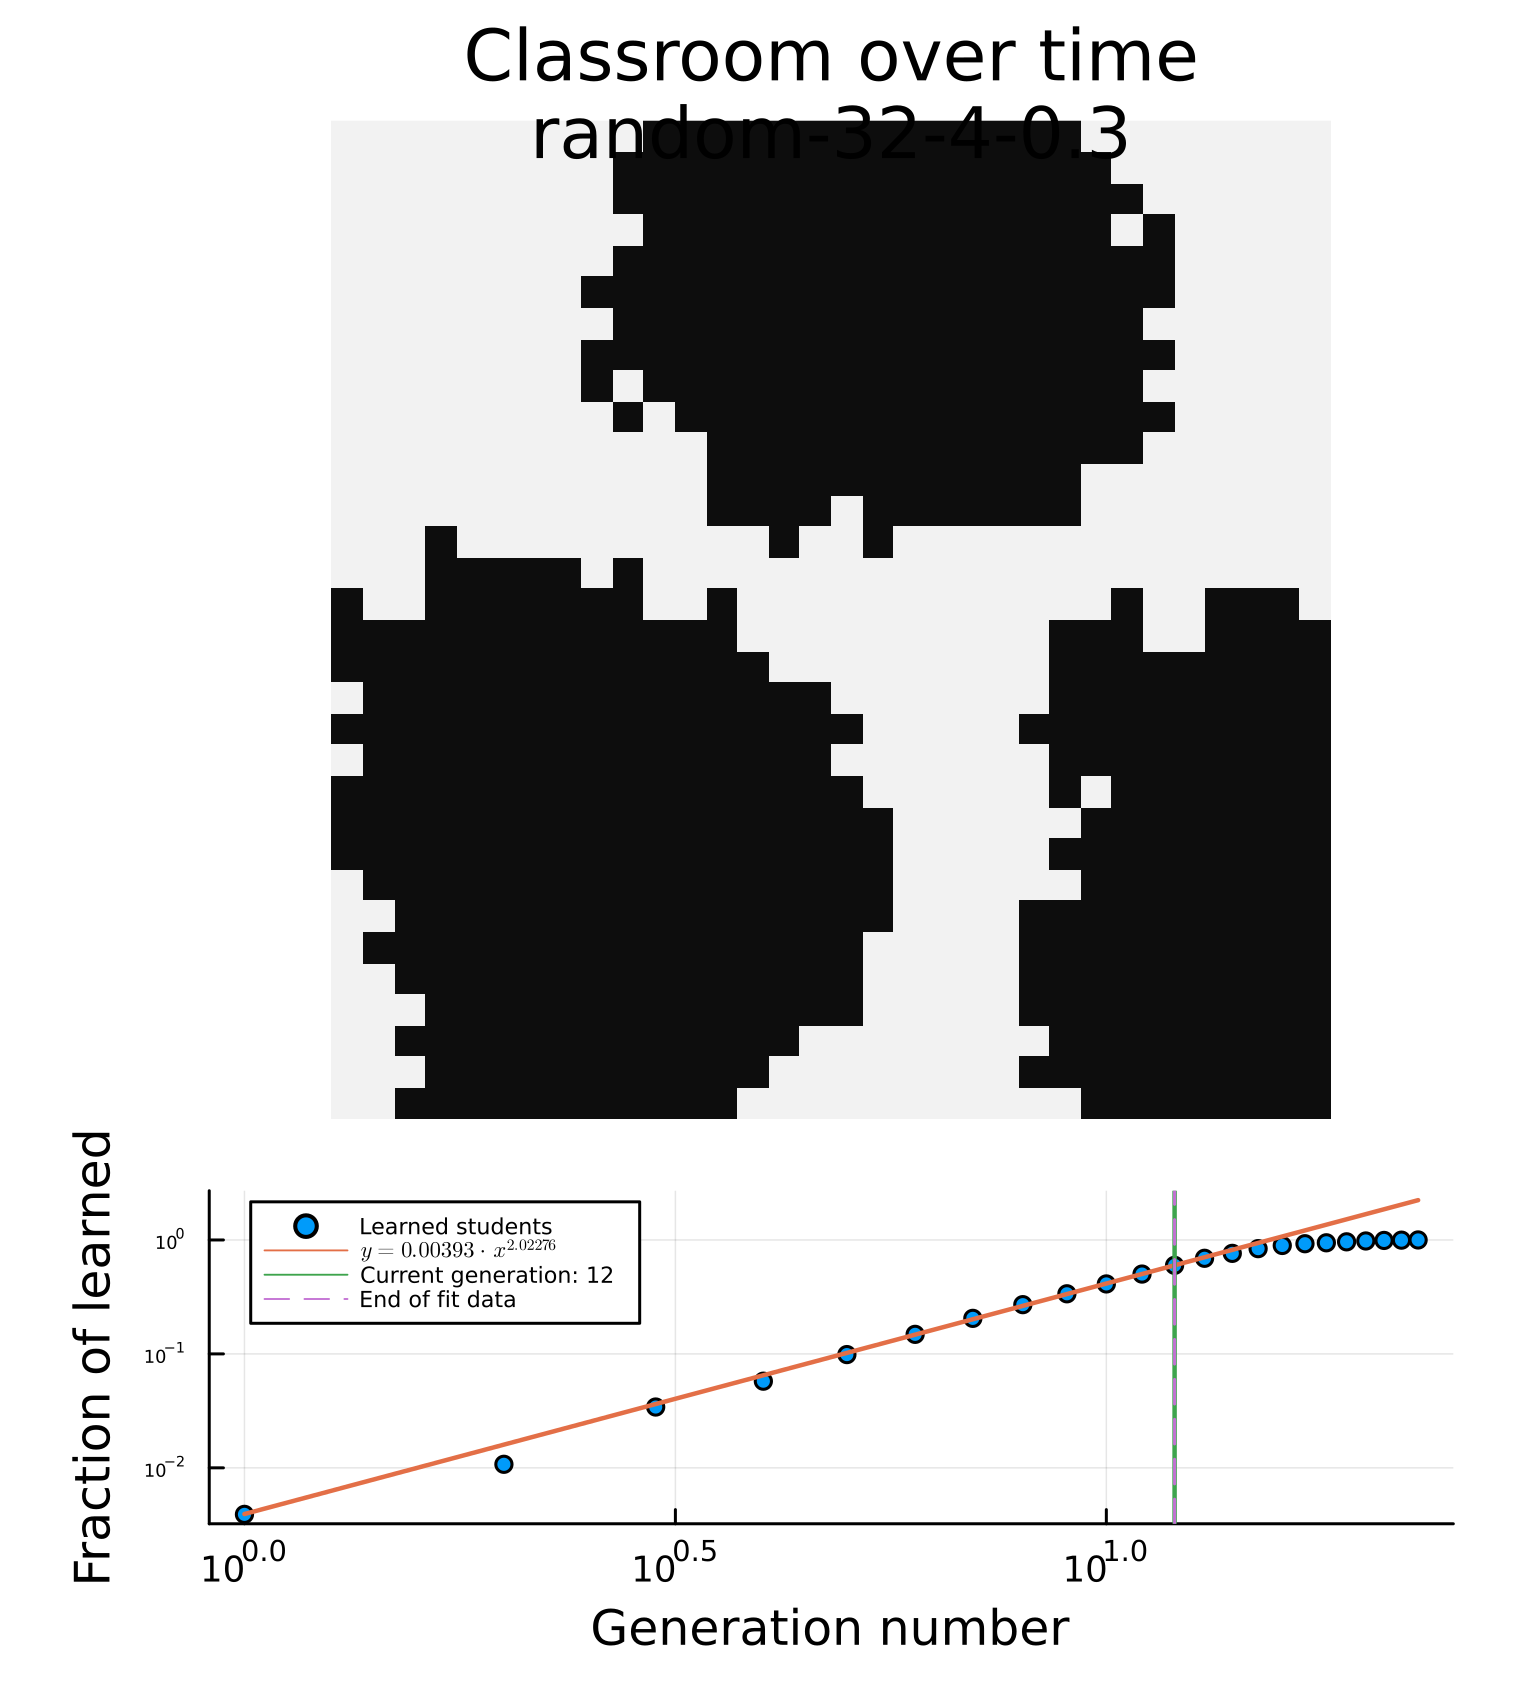 Classroom over time
random-32-4-0.3
Fraction of learned
10⁰
10⁻¹
10⁻²
Learned students
y = 0.00393 · x^2.02276
Current generation: 12
End of fit data
10^0.0
10^0.5
10^1.0
Generation number